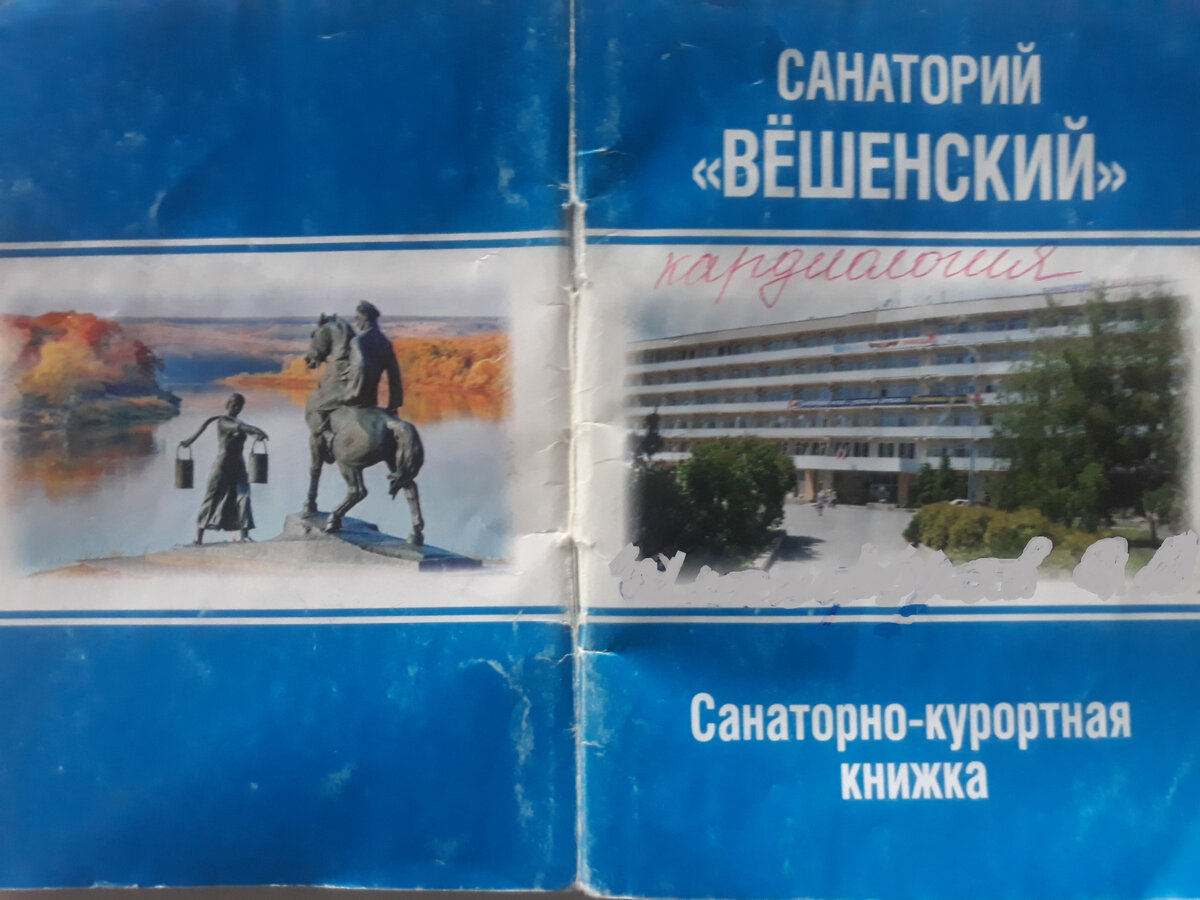 САНАТОРИЙ
«ВЁШЕНСКИЙ»
кардиология
Санаторно-курортная
книжка